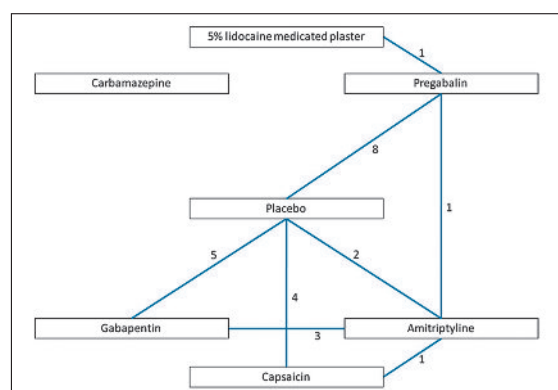 5% lidocaine medicated plaster
1
Carbamazepine
Pregabalin
8
Placebo
1
5
2
4
Gabapentin
3
Amitriptyline
1
Capsaicin